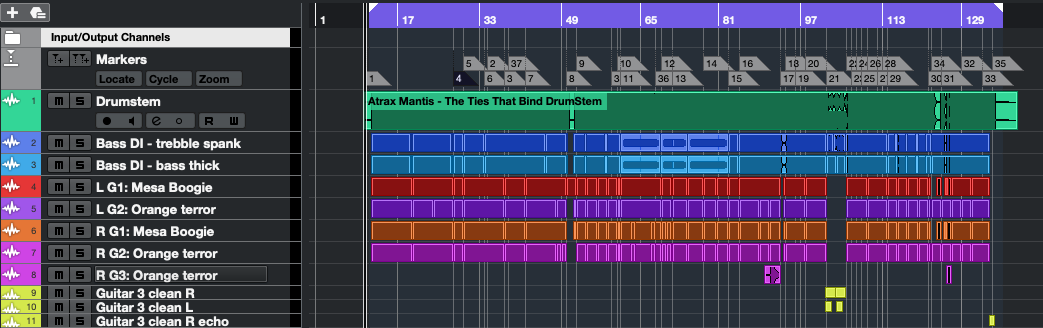 1 17 33 49 65 81 97 113 129
Input/Output Channels
Markers
5 2 37 9 10 12 14 16 18 20 26 28 34 32 35
Locate Cycle Zoom
1 4 6 3 7 8 3 11 36 13 15 17 19 21 23 25 29 30 31 33
1 Drumstem
Atrax Mantis - The Ties That Bind DrumStem
m S
e R
2 Bass DI - trebble spank
m S
3 Bass DI - bass thick
m S
4 L G1: Mesa Boogie
m S
5 L G2: Orange terror
m S
6 R G1: Mesa Boogie
m S
7 R G2: Orange terror
m S
8 R G3: Orange terror
m S
9 Guitar 3 clean R
m S
10 Guitar 3 clean L
m S
11 Guitar 3 clean R echo
m S